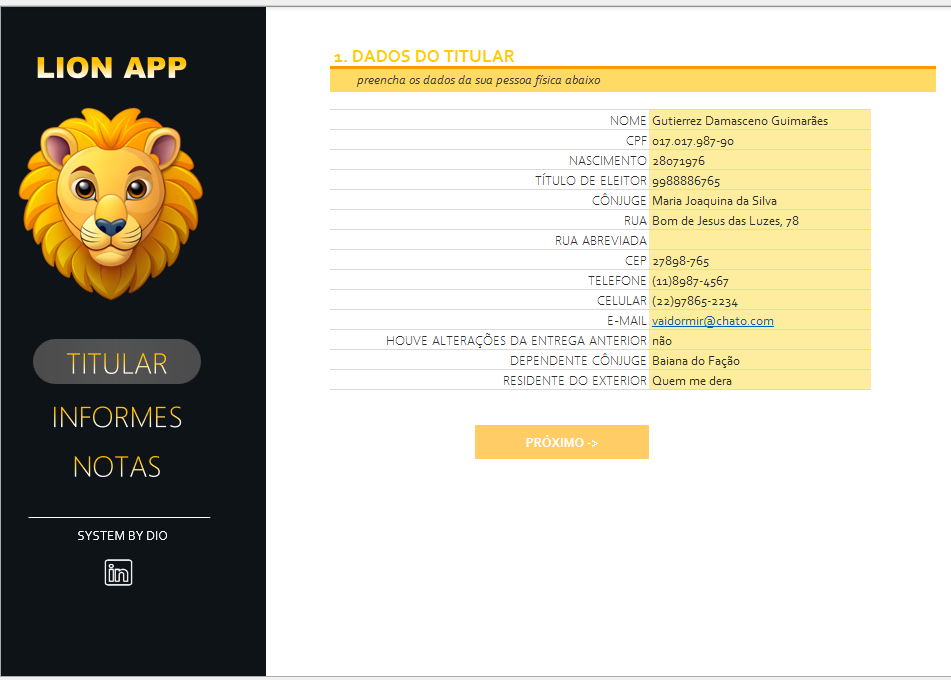 LION APP
TITULAR
INFORMES
NOTAS
SYSTEM BY DIO
in
1. DADOS DO TITULAR
preencha os dados da sua pessoa física abaixo
NOME Gutierrez Damasceno Guimarães
CPF 017.017.987-90
NASCIMENTO 28071976
TÍTULO DE ELEITOR 9988886765
CÔNJUGE Maria Joaquina da Silva
RUA Bom de Jesus das Luzes, 78
RUA ABREVIADA
CEP 27898-765
TELEFONE (11)8987-4567
CELULAR (22)97865-2234
E-MAIL vaidormir@chato.com
HOUVE ALTERAÇÕES DA ENTREGA ANTERIOR não
DEPENDENTE CÔNJUGE Baiana do Fação
RESIDENTE DO EXTERIOR Quem me dera
PRÓXIMO ->